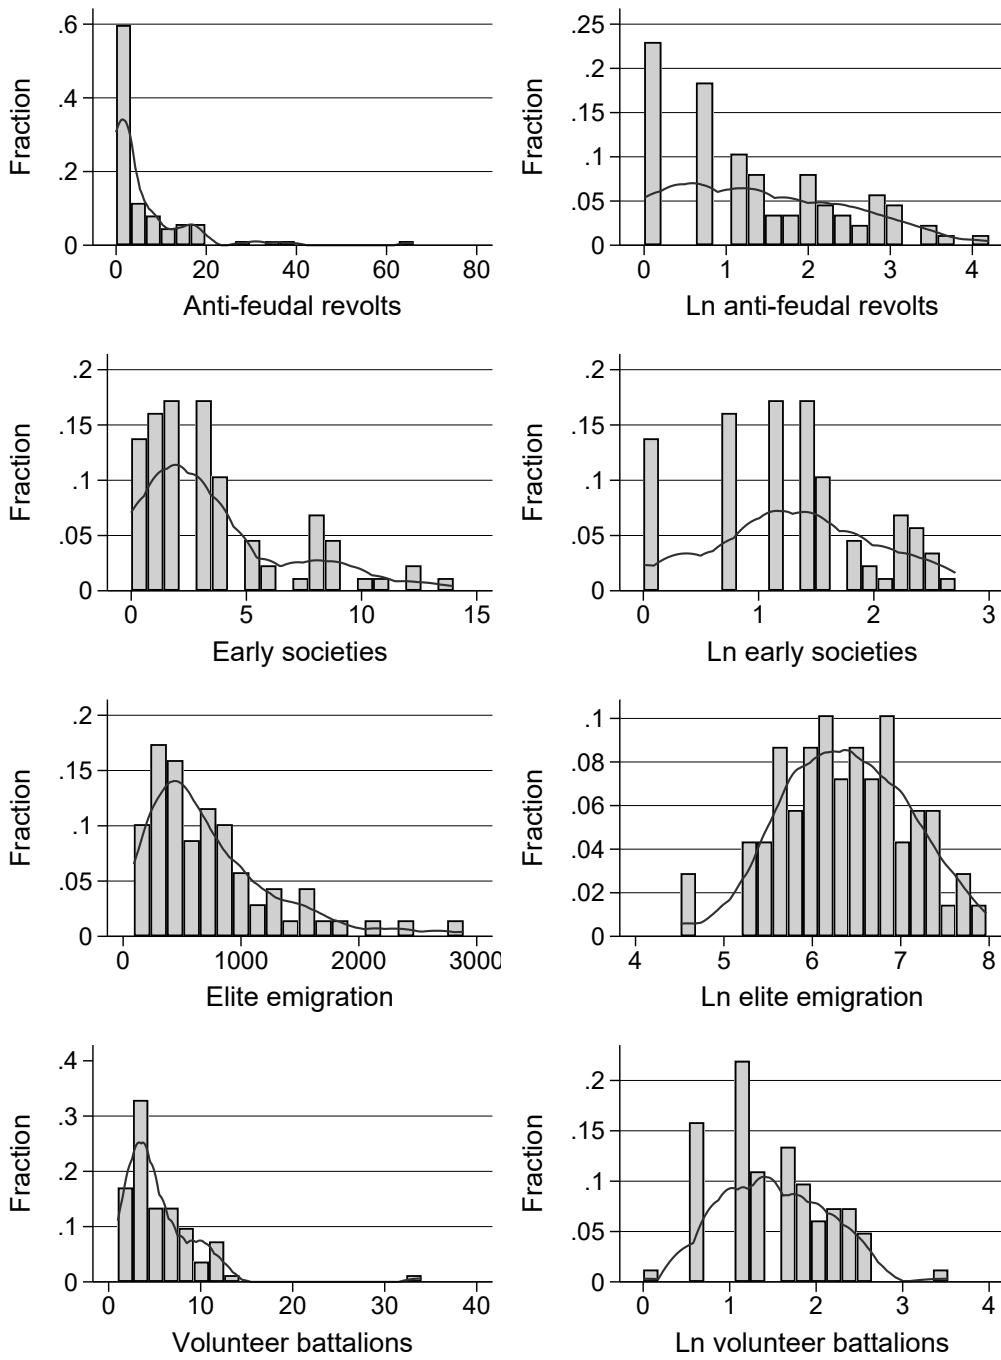 .6
.4
.2
0
Fraction
0 20 40 60 80
Anti-feudal revolts
.25
.2
.15
.1
.05
0
Fraction
0 1 2 3 4
Ln anti-feudal revolts
.2
.15
.1
.05
0
Fraction
0 5 10 15
Early societies
.2
.15
.1
.05
0
Fraction
0 1 2 3
Ln early societies
.2
.15
.1
.05
0
Fraction
0 1000 2000 3000
Elite emigration
.1
.08
.06
.04
.02
0
Fraction
4 5 6 7 8
Ln elite emigration
.4
.3
.2
.1
0
Fraction
0 10 20 30 40
Volunteer battalions
.2
.15
.1
.05
0
Fraction
0 1 2 3 4
Ln volunteer battalions